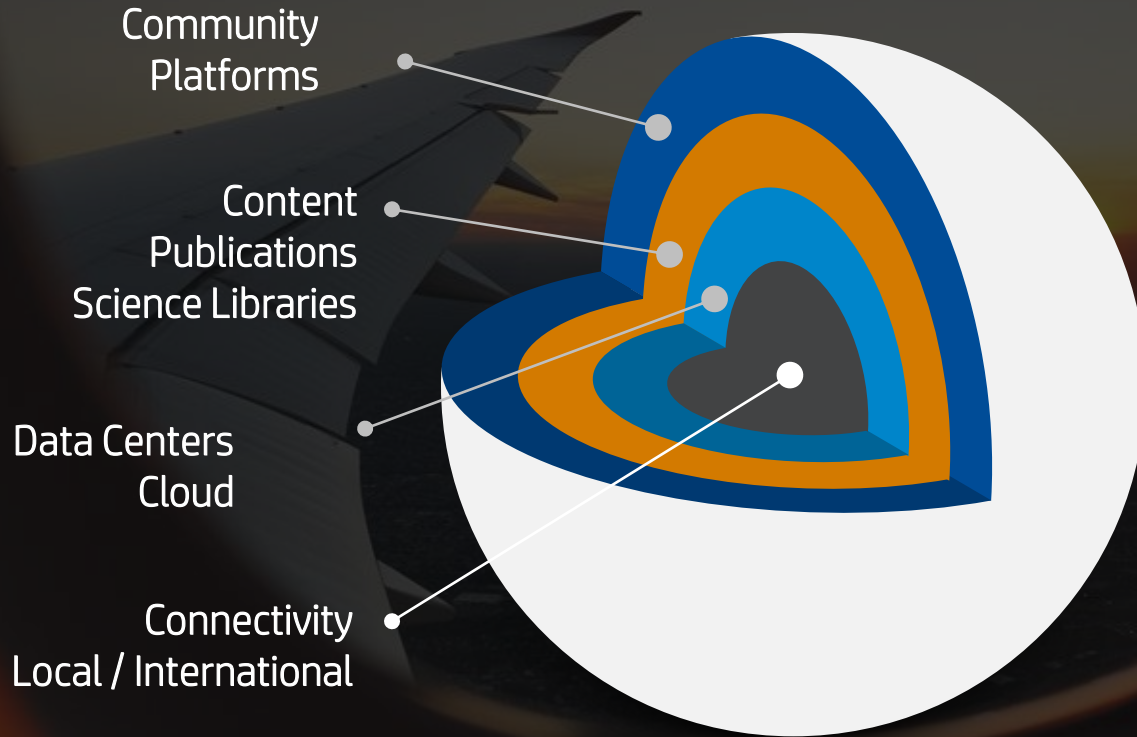 Community
Platforms
Content
Publications
Science Libraries
Data Centers
Cloud
Connectivity
Local / International